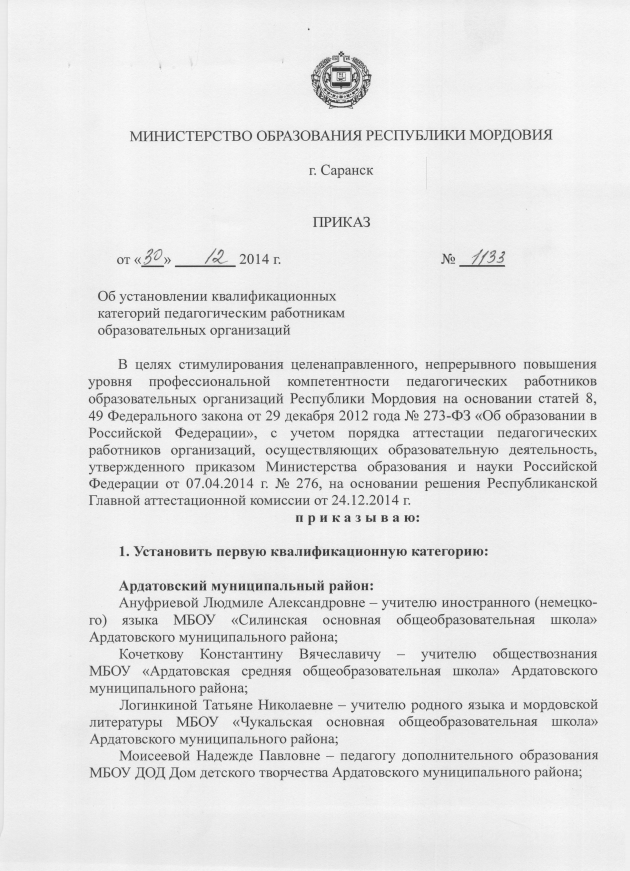 МИНИСТЕРСТВО ОБРАЗОВАНИЯ РЕСПУБЛИКИ МОРДОВИЯ
г. Саранск
ПРИКАЗ
от «30» 12 2014 г. № 1133
Об установлении квалификационных
категорий педагогическим работникам
образовательных организаций
В целях стимулирования целенаправленного, непрерывного повышения
уровня профессиональной компетентности педагогических работников
образовательных организаций Республики Мордовия на основании статей 8,
49 Федерального закона от 29 декабря 2012 года № 273-ФЗ «Об образовании в
Российской Федерации», с учетом порядка аттестации педагогических
работников организаций, осуществляющих образовательную деятельность,
утвержденного приказом Министерства образования и науки Российской
Федерации от 07.04.2014 г. № 276, на основании решения Республиканской
Главной аттестационной комиссии от 24.12.2014 г.
п р и к а з ы в а ю:
1. Установить первую квалификационную категорию:
Ардатовский муниципальный район:
Ануфриевой Людмиле Александровне – учителю иностранного (немецко-
го) языка МБОУ «Силинская основная общеобразовательная школа»
Ардатовского муниципального района;
Кочеткову Константину Вячеславичу – учителю обществознания
МБОУ «Ардатовская средняя общеобразовательная школа» Ардатовского
муниципального района;
Логинкиной Татьяне Николаевне – учителю родного языка и мордовской
литературы МБОУ «Чукальская основная общеобразовательная школа»
Ардатовского муниципального района;
Моисеевой Надежде Павловне – педагогу дополнительного образования
МБОУ ДОД Дом детского творчества Ардатовского муниципального района;